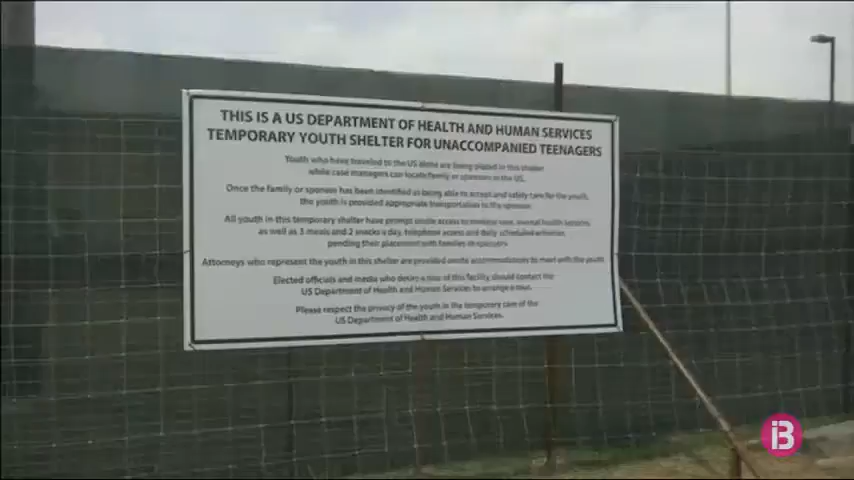 THIS IS A US DEPARTMENT OF HEALTH AND HUMAN SERVICES
TEMPORARY YOUTH SHELTER FOR UNACCOMPANIED TEENAGERS
Youth who have traveled to the US alone are being placed in this shelter
while case managers can locate family or sponsors in the US.
Once the family or sponsor has been identified as being able to accept and safely care for the youth,
the youth is provided appropriate transportation to the sponsor.
All youth in this temporary shelter have prompt onsite access to medical care, mental health services
as well as 3 meals and 2 snacks a day, telephone access and daily scheduled activities
pending their placement with families or sponsors.
Attorneys who represent the youth in this shelter are provided onsite accommodations to meet with the youth.
Elected officials and media who desire a tour of this facility should contact the
US Department of Health and Human Services to arrange a tour.
Please respect the privacy of the youth in the temporary care of the
US Department of Health and Human Services.
iB